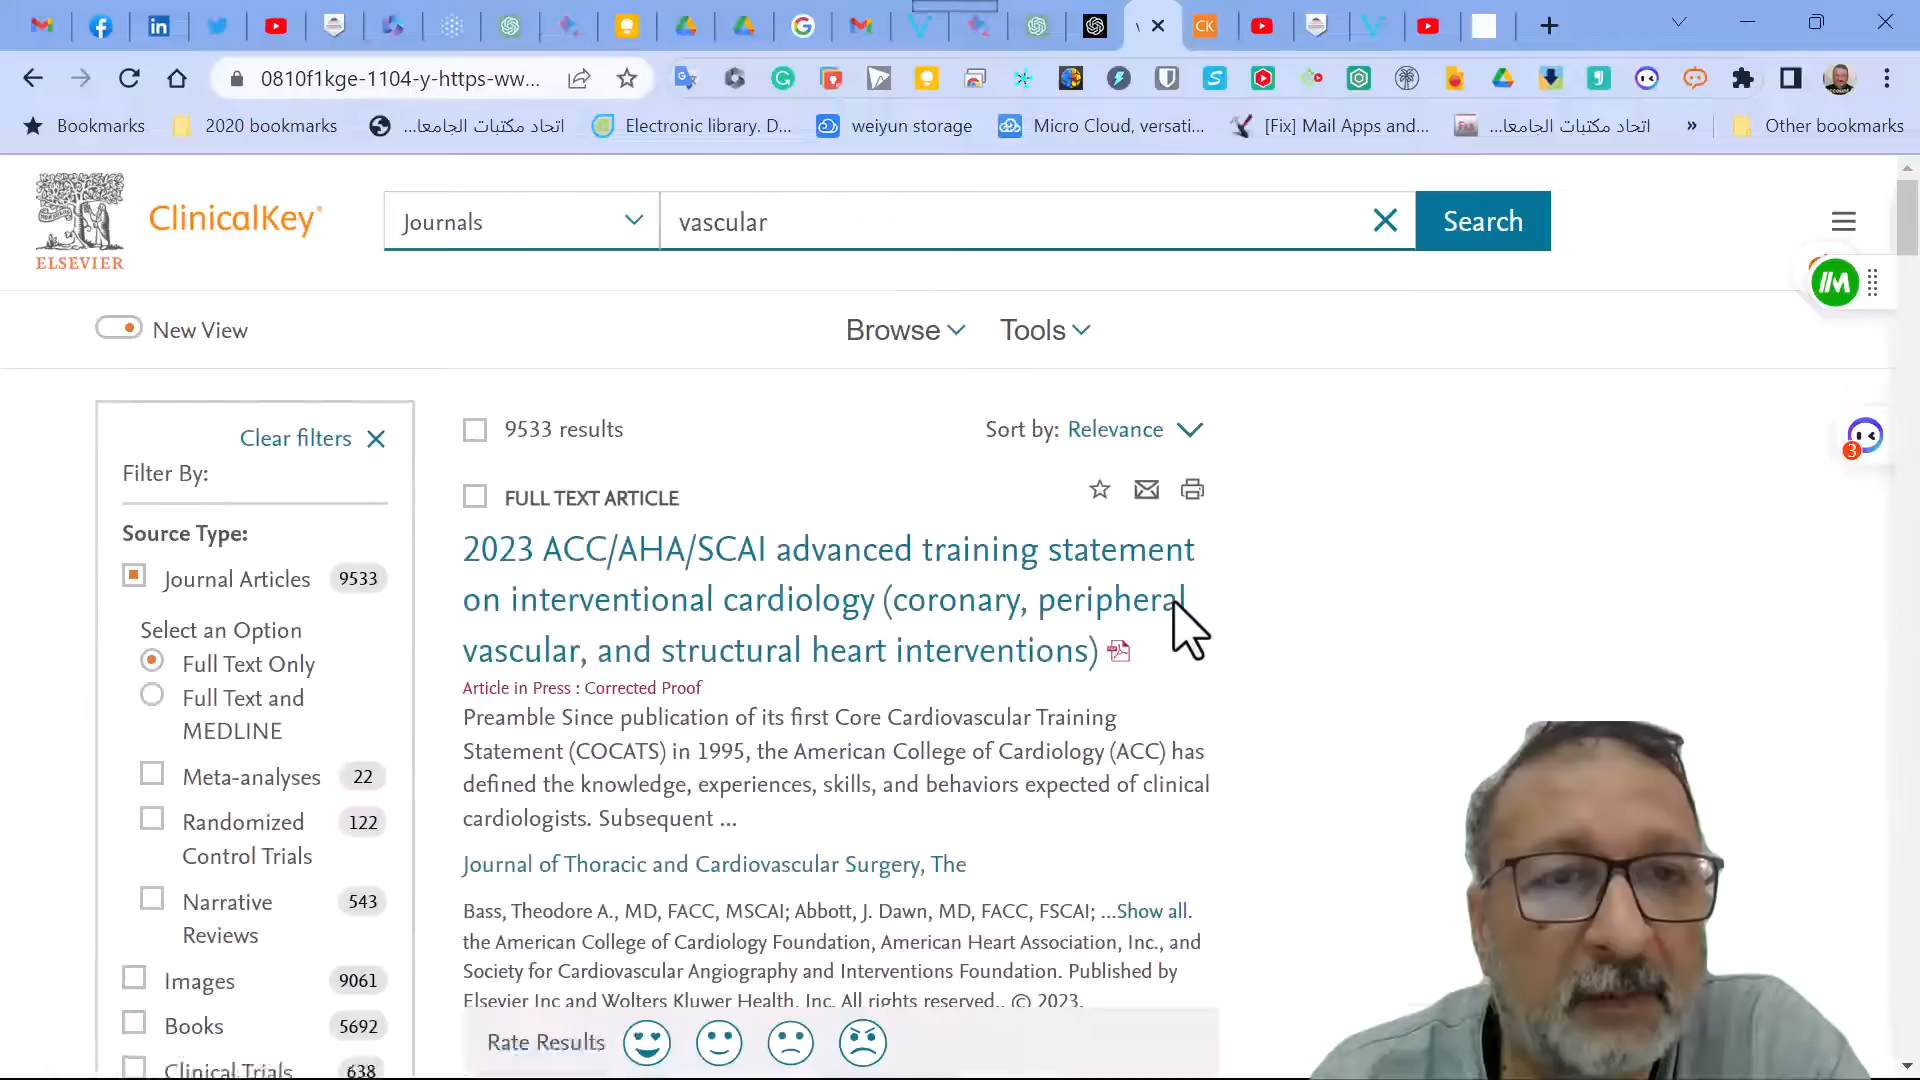 CK
0810f1kge-1104-y-https-ww...
Bookmarks
2020 bookmarks
اتحاد مكتبات الجامعا...
Electronic library. D...
weiyun storage
Micro Cloud, versati...
[Fix] Mail Apps and...
اتحاد مكتبات الجامعا...
»
Other bookmarks
ELSEVIER
ClinicalKey®
Journals
vascular
Search
New View
Browse
Tools
3
Clear filters
Filter By:
Source Type:
Journal Articles 9533
Select an Option
Full Text Only
Full Text and
MEDLINE
Meta-analyses 22
Randomized 122
Control Trials
Narrative 543
Reviews
Images 9061
Books 5692
Clinical Trials 638
9533 results
Sort by: Relevance
FULL TEXT ARTICLE
2023 ACC/AHA/SCAI advanced training statement
on interventional cardiology (coronary, peripheral
vascular, and structural heart interventions)
Article in Press : Corrected Proof
Preamble Since publication of its first Core Cardiovascular Training
Statement (COCATS) in 1995, the American College of Cardiology (ACC) has
defined the knowledge, experiences, skills, and behaviors expected of clinical
cardiologists. Subsequent ...
Journal of Thoracic and Cardiovascular Surgery, The
Bass, Theodore A., MD, FACC, MSCAI; Abbott, J. Dawn, MD, FACC, FSCAI; ...Show all.
the American College of Cardiology Foundation, American Heart Association, Inc., and
Society for Cardiovascular Angiography and Interventions Foundation. Published by
Elsevier Inc and Wolters Kluwer Health, Inc. All rights reserved.. © 2023.
Rate Results